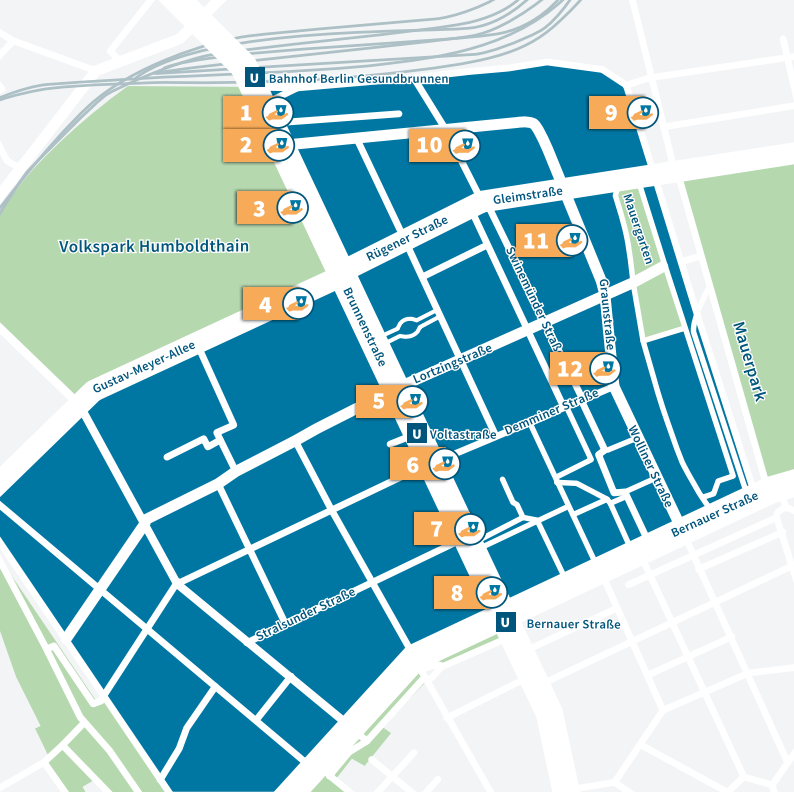 U Bahnhof Berlin Gesundbrunnen
1
9
2
10
Mauergarten
Gleimstraße
3
Rügener Straße
11
Volkspark Humboldthain
Swinemünder Straß
Graunstraße
4
Brunnenstraße
Mauerpark
Gustav-Meyer-Allee
Lortzingstraße
12
5
Demminer Straße
U Voltastraße
6
Wolliner Straße
7
Bernauer Straße
8
Stralsunder Straße
U Bernauer Straße